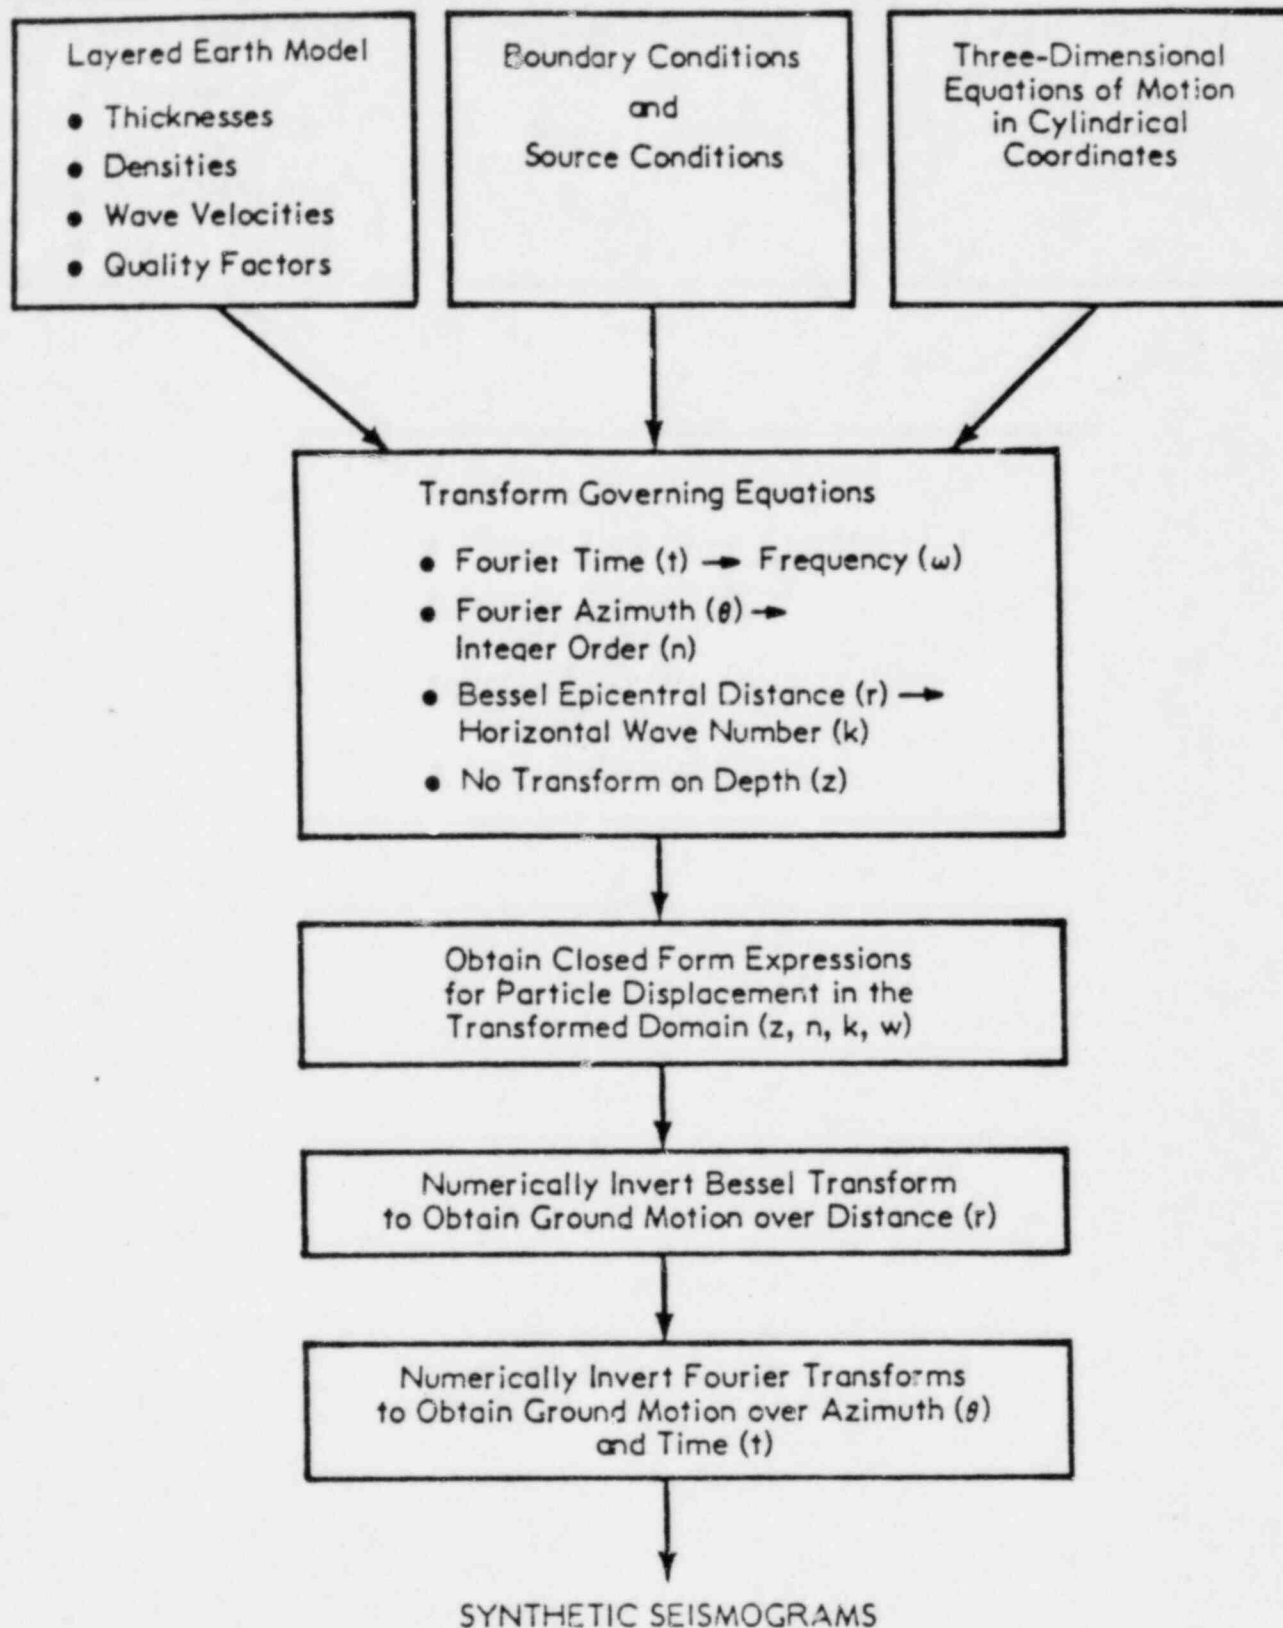 Layered Earth Model
● Thicknesses
● Densities
● Wave Velocities
● Quality Factors
Boundary Conditions
and
Source Conditions
Three-Dimensional
Equations of Motion
in Cylindrical
Coordinates
Transform Governing Equations
● Fourier Time (t) → Frequency (ω)
● Fourier Azimuth (θ) →
Integer Order (n)
● Bessel Epicentral Distance (r) →
Horizontal Wave Number (k)
● No Transform on Depth (z)
Obtain Closed Form Expressions
for Particle Displacement in the
Transformed Domain (z, n, k, w)
Numerically Invert Bessel Transform
to Obtain Ground Motion over Distance (r)
Numerically Invert Fourier Transforms
to Obtain Ground Motion over Azimuth (θ)
and Time (t)
SYNTHETIC SEISMOGRAMS